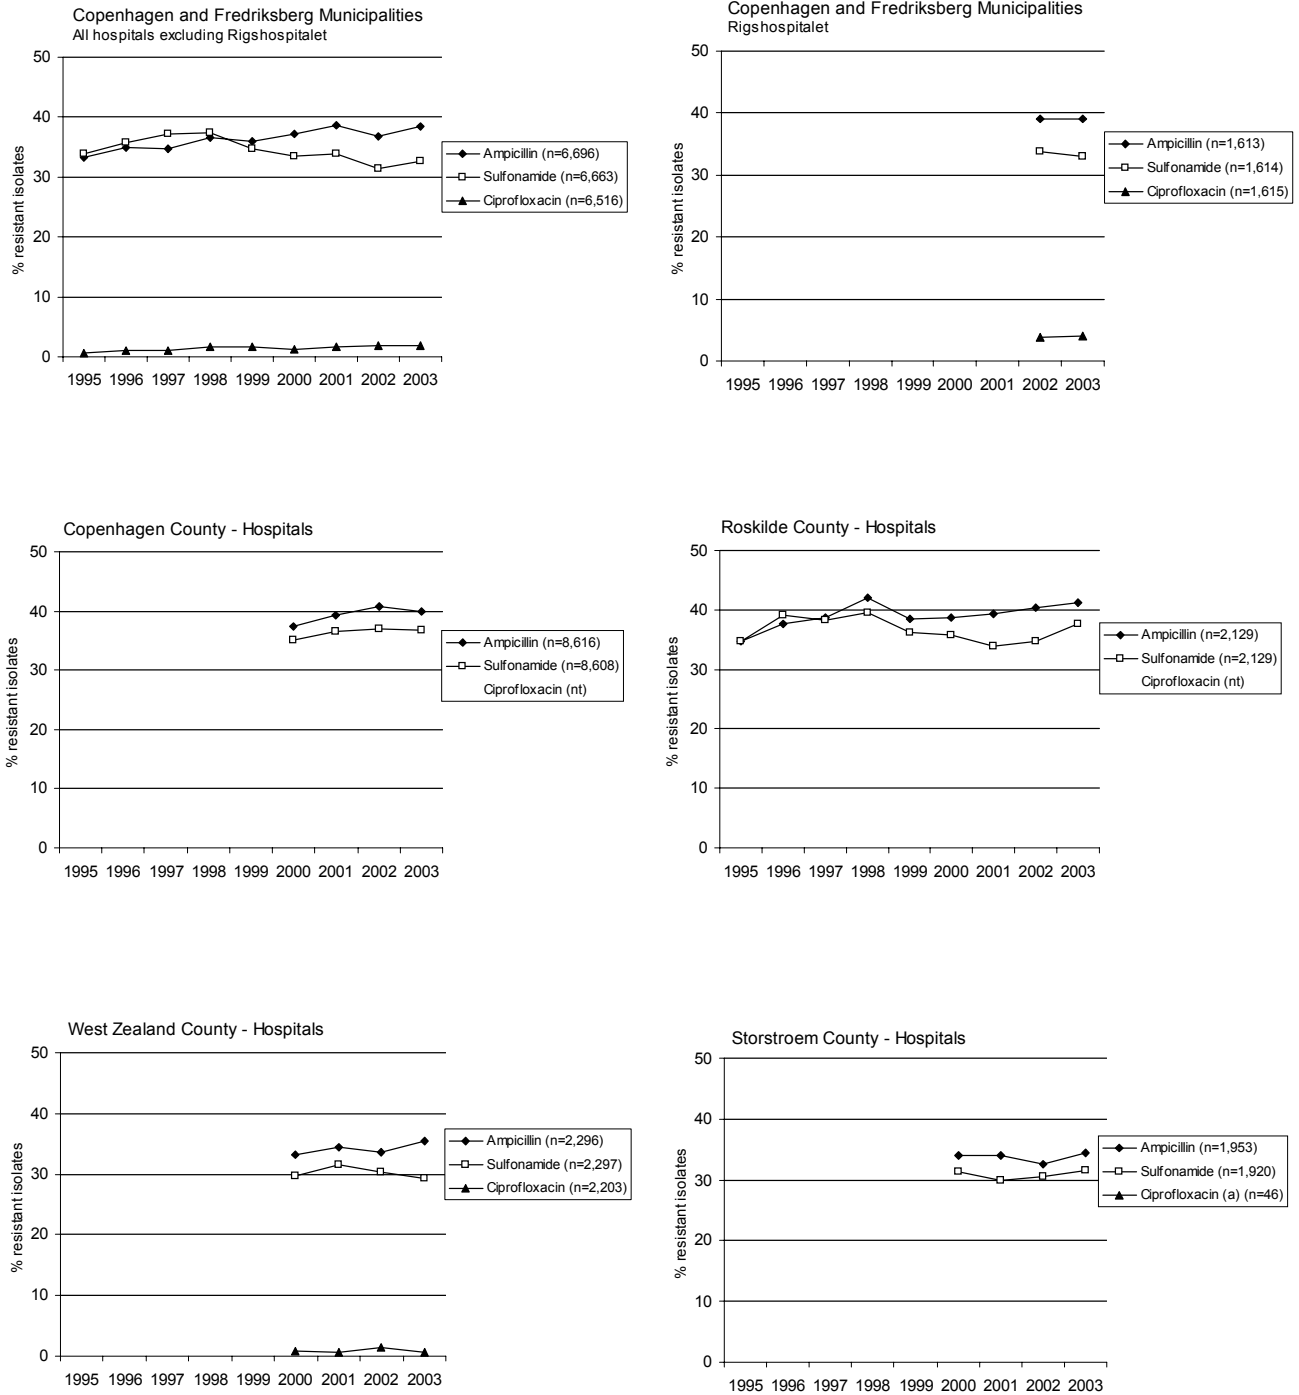 Copenhagen and Fredriksberg Municipalities
All hospitals excluding Rigshospitalet
% resistant isolates
50
40
30
20
10
0
1995 1996 1997 1998 1999 2000 2001 2002 2003
Ampicillin (n=6,696)
Sulfonamide (n=6,663)
Ciprofloxacin (n=6,516)
Copenhagen and Fredriksberg Municipalities
Rigshospitalet
% resistant isolates
50
40
30
20
10
0
1995 1996 1997 1998 1999 2000 2001 2002 2003
Ampicillin (n=1,613)
Sulfonamide (n=1,614)
Ciprofloxacin (n=1,615)
Copenhagen County - Hospitals
% resistant isolates
50
40
30
20
10
0
1995 1996 1997 1998 1999 2000 2001 2002 2003
Ampicillin (n=8,616)
Sulfonamide (n=8,608)
Ciprofloxacin (nt)
Roskilde County - Hospitals
% resistant isolates
50
40
30
20
10
0
1995 1996 1997 1998 1999 2000 2001 2002 2003
Ampicillin (n=2,129)
Sulfonamide (n=2,129)
Ciprofloxacin (nt)
West Zealand County - Hospitals
% resistant isolates
50
40
30
20
10
0
1995 1996 1997 1998 1999 2000 2001 2002 2003
Ampicillin (n=2,296)
Sulfonamide (n=2,297)
Ciprofloxacin (n=2,203)
Storstroem County - Hospitals
% resistant isolates
50
40
30
20
10
0
1995 1996 1997 1998 1999 2000 2001 2002 2003
Ampicillin (n=1,953)
Sulfonamide (n=1,920)
Ciprofloxacin (a) (n=46)